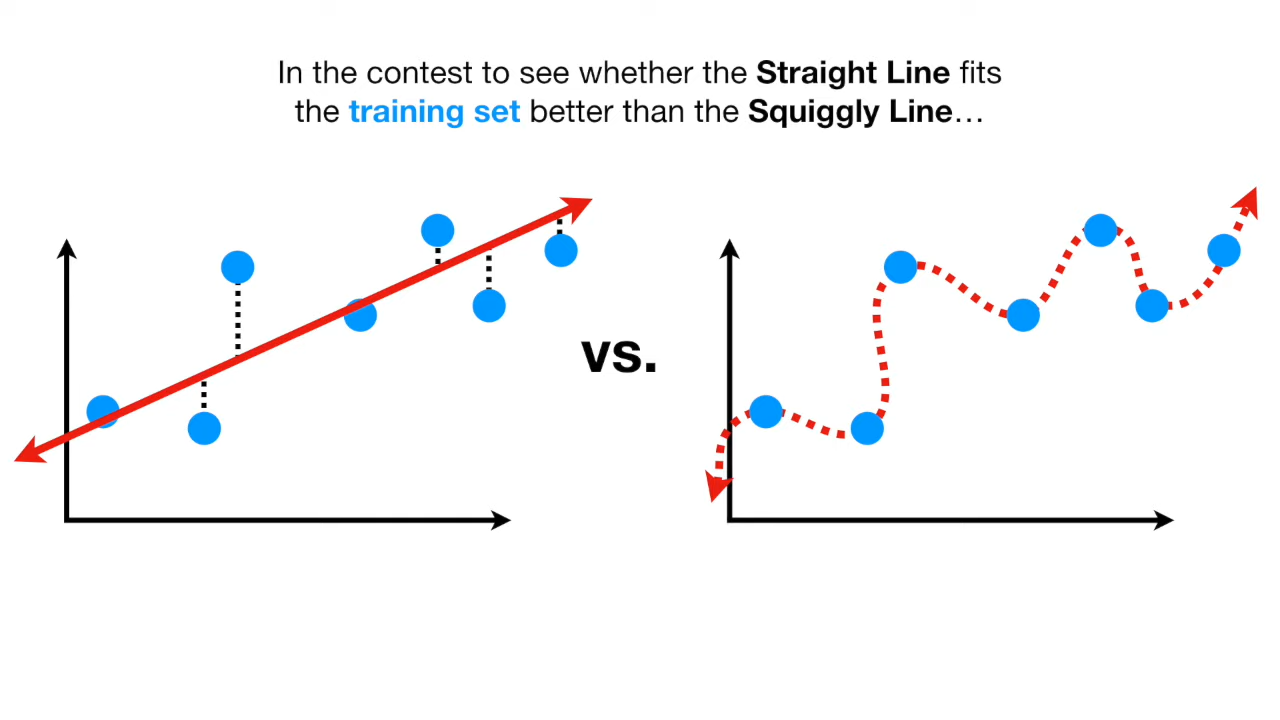 In the contest to see whether the Straight Line fits
the training set better than the Squiggly Line…
vs.